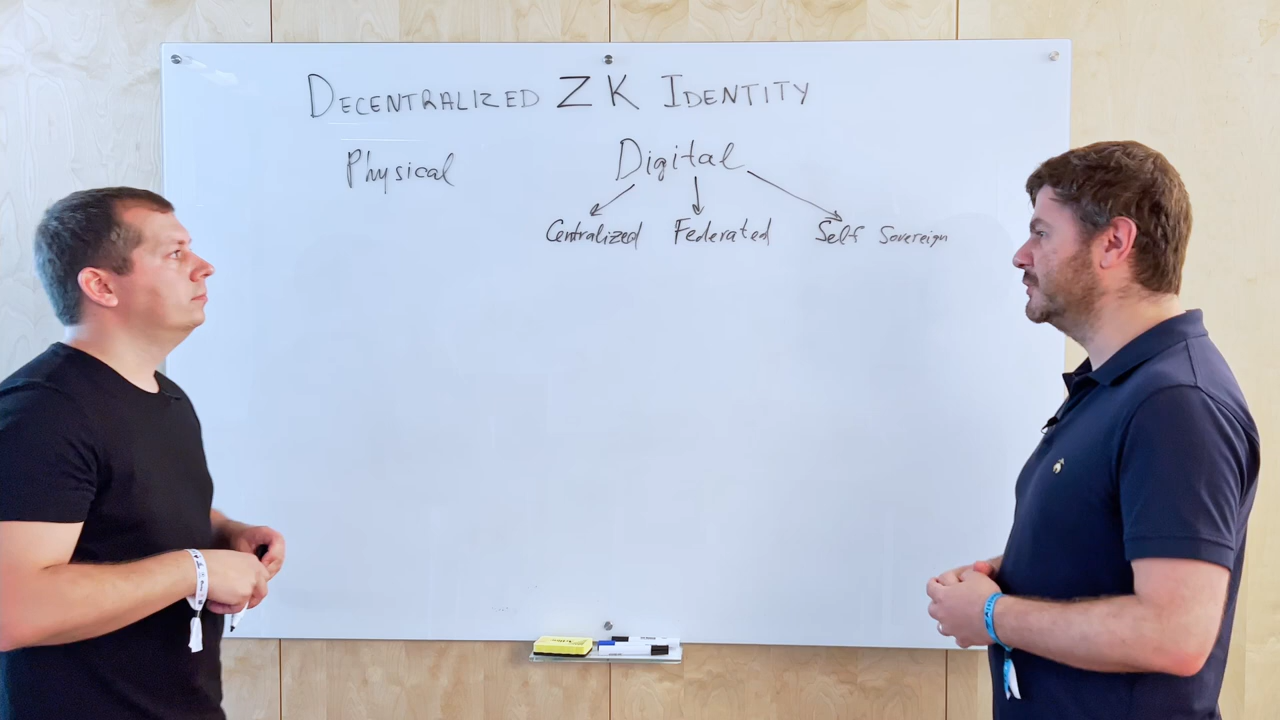 DECENTRALIZED ZK IDENTITY
Physical Digital
Centralized Federated Self Sovereign